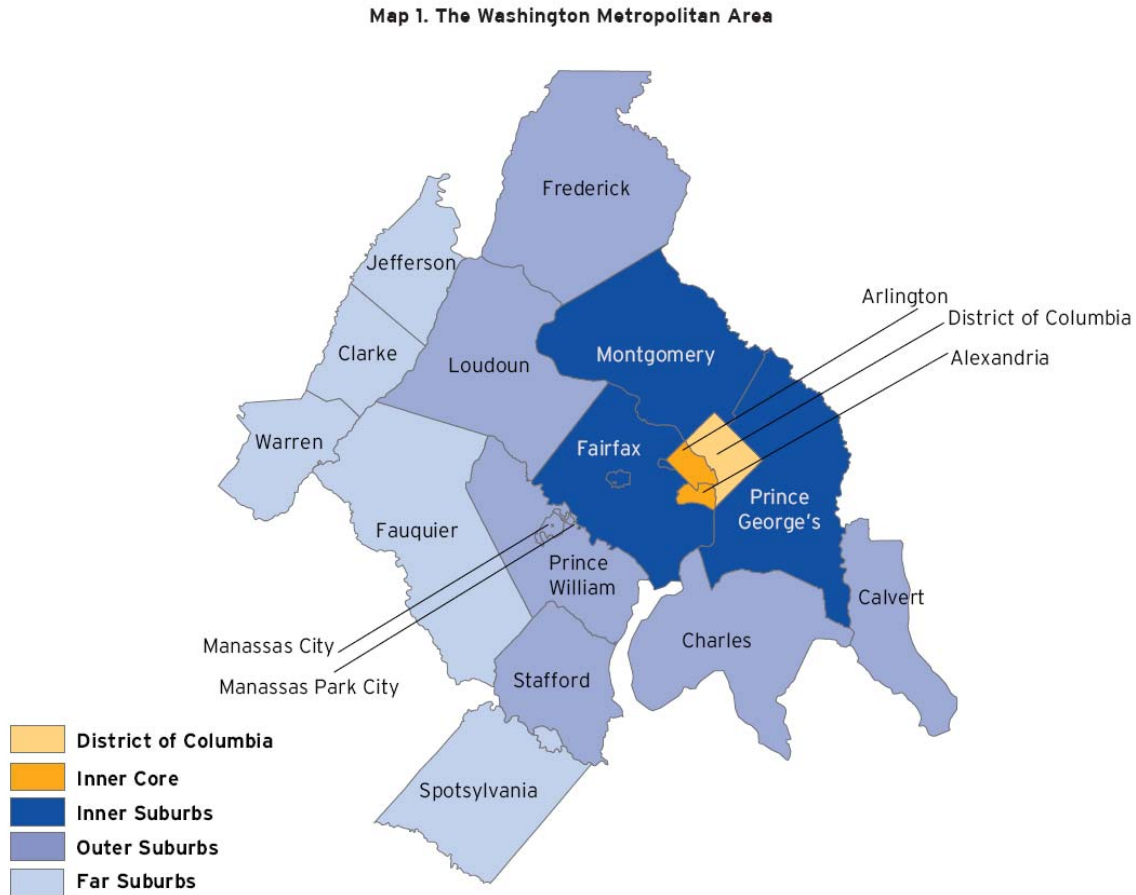 Map 1. The Washington Metropolitan Area
Frederick
Jefferson
Arlington
District of Columbia
Clarke
Loudoun
Montgomery
Alexandria
Warren
Fairfax
Prince
George's
Fauquier
Prince
William
Calvert
Charles
Manassas City
Manassas Park City
Stafford
Spotsylvania
District of Columbia
Inner Core
Inner Suburbs
Outer Suburbs
Far Suburbs